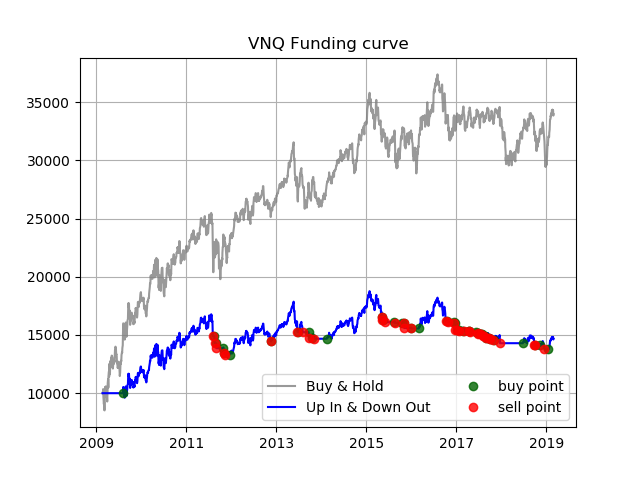 VNQ Funding curve
35000
30000
25000
20000
15000
10000
Buy & Hold
Up In & Down Out
buy point
sell point
2009 2011 2013 2015 2017 2019